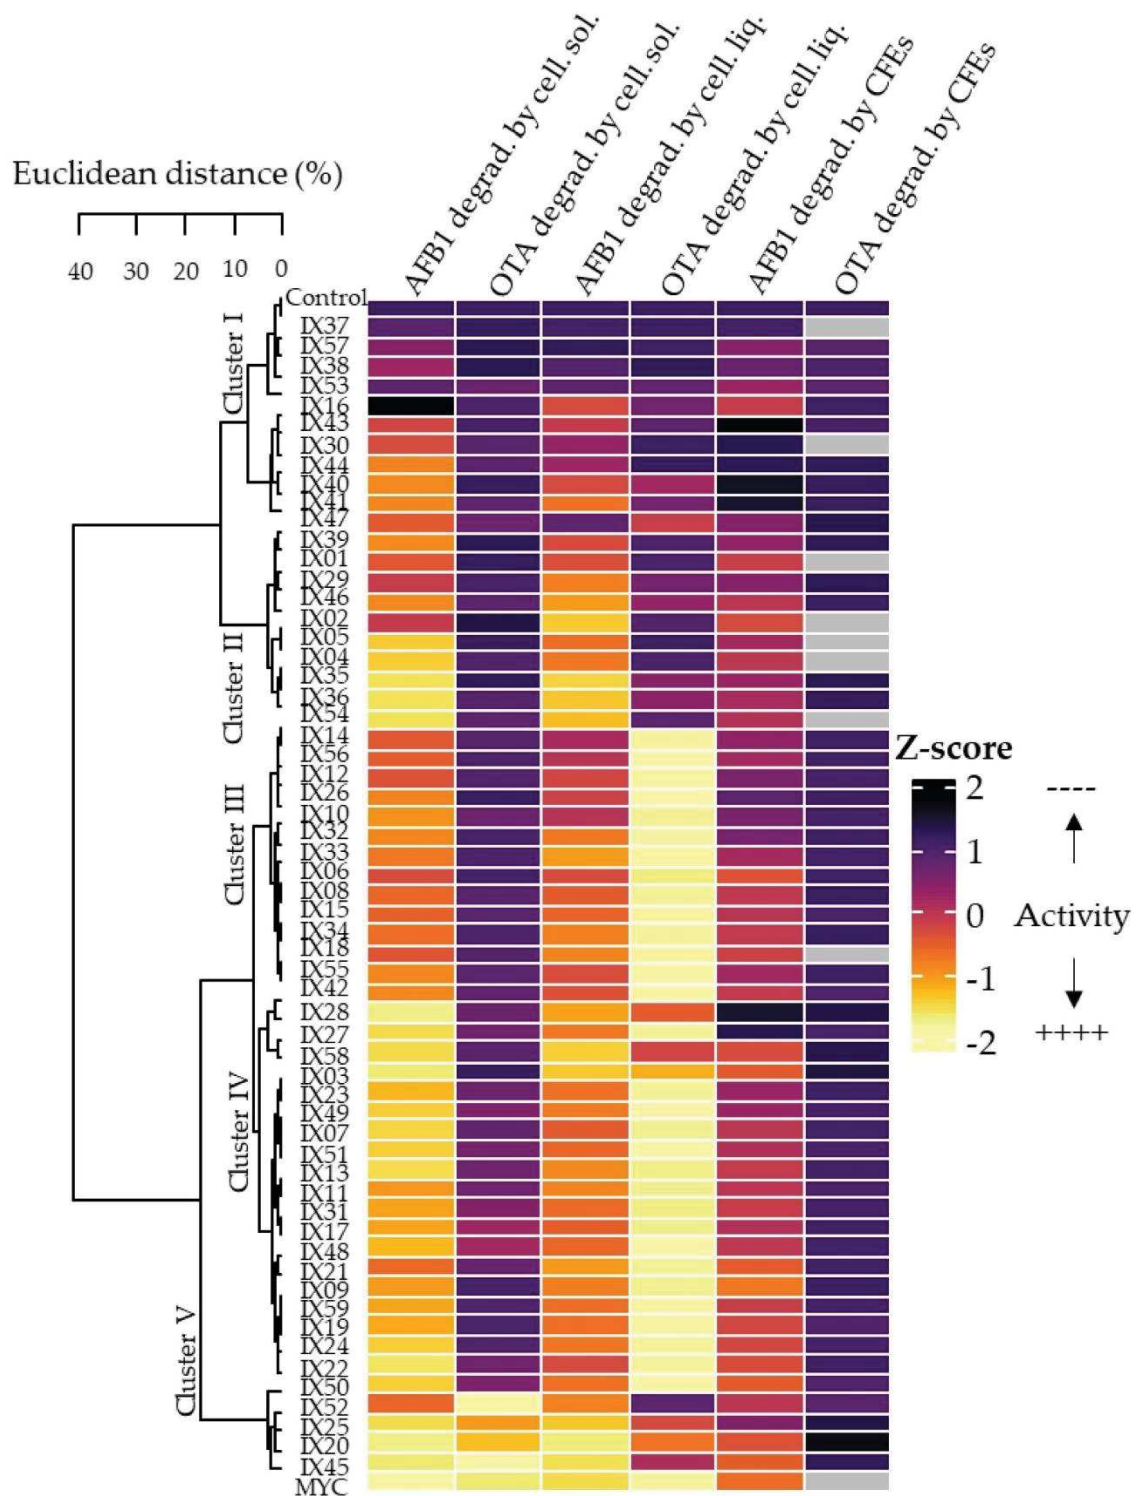 AFB1 degrad. by cell. sol.
OTA degrad. by cell. sol.
AFB1 degrad. by cell. liq.
OTA degrad. by cell. liq.
AFB1 degrad. by CFEs
OTA degrad. by CFEs
Euclidean distance (%)
40 30 20 10 0
Control
IX37
IX57
IX38
IX53
IX16
IX43
IX30
IX44
IX40
IX41
IX47
IX39
IX01
IX29
IX46
IX02
IX05
IX04
IX35
IX36
IX54
IX14
IX56
IX12
IX26
IX10
IX32
IX33
IX06
IX08
IX15
IX34
IX18
IX55
IX42
IX28
IX27
IX58
IX03
IX23
IX49
IX07
IX51
IX13
IX11
IX31
IX17
IX48
IX21
IX09
IX59
IX19
IX24
IX22
IX50
IX52
IX25
IX20
IX45
MYC
Cluster I
Cluster II
Cluster III
Cluster IV
Cluster V
Z-score
2 ----
1
0 Activity
-1
-2 ++++